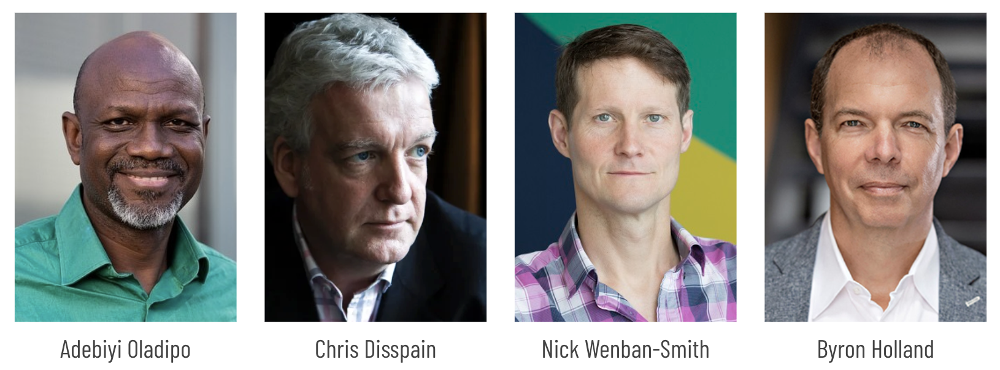 Adebiyi Oladipo
Chris Disspain
Nick Wenban-Smith
Byron Holland